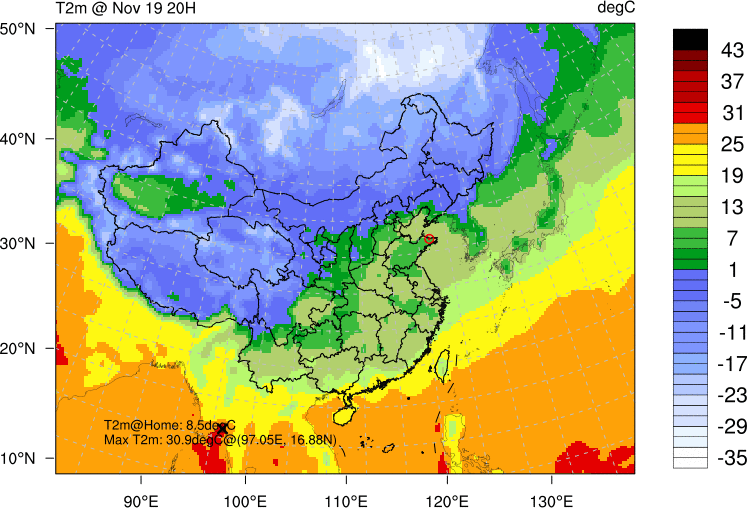 T2m @ Nov 19 20H
degC
50°N
40°N
30°N
20°N
10°N
90°E
100°E
110°E
120°E
130°E
T2m@Home: 8.5degC
Max T2m: 30.9degC@(97.05E, 16.88N)
43
37
31
25
19
13
7
1
-5
-11
-17
-23
-29
-35